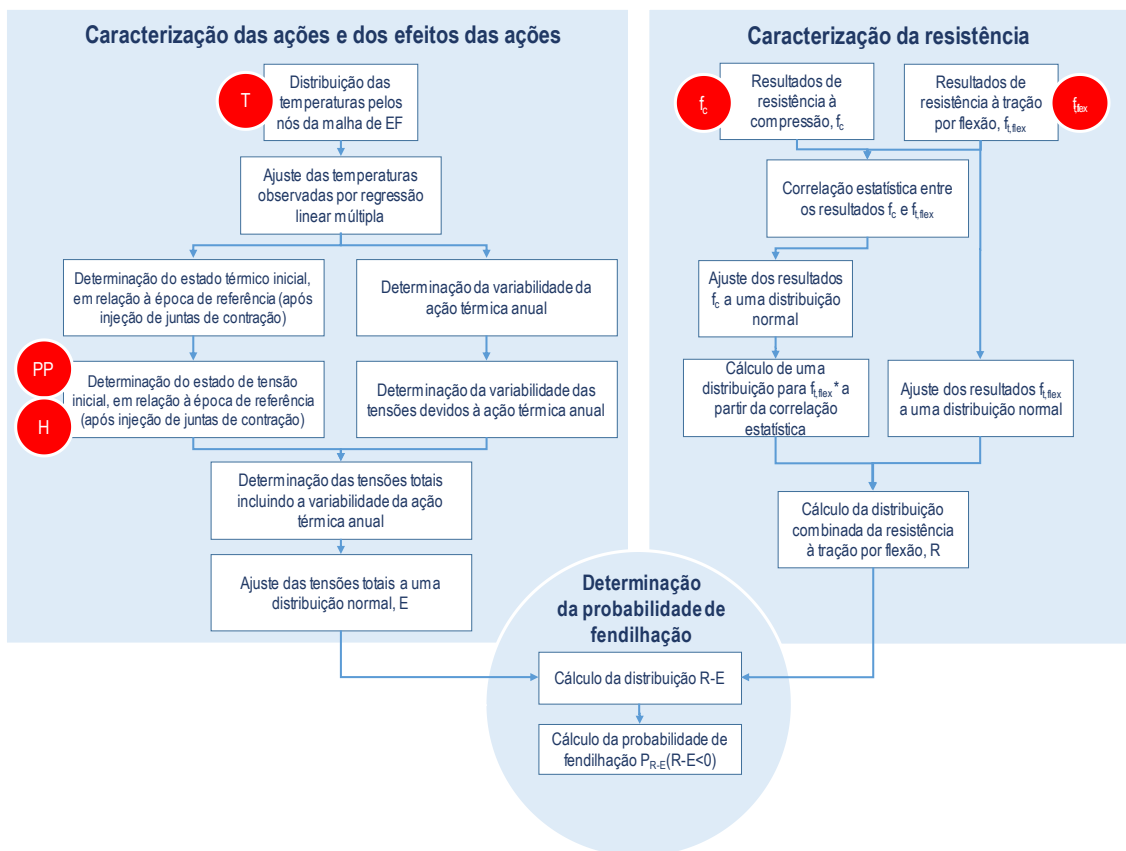 Caracterização das ações e dos efeitos das ações
T
Distribuição das
temperaturas pelos
nós da malha de EF
Ajuste das temperaturas
observadas por regressão
linear múltipla
Determinação do estado térmico inicial,
em relação à época de referência (após
injeção de juntas de contração)
Determinação da variabilidade da
ação térmica anual
PP
H
Determinação do estado de tensão
inicial, em relação à época de referência
(após injeção de juntas de contração)
Determinação da variabilidade das
tensões devidos à ação térmica anual
Determinação das tensões totais
incluindo a variabilidade da ação
térmica anual
Ajuste das tensões totais a uma
distribuição normal, E
Caracterização da resistência
fc
Resultados de
resistência à
compressão, fc
Resultados de
resistência à tração
por flexão, ft,flex
ft,flex
Correlação estatística entre
os resultados fc e ft,flex
Ajuste dos resultados
fc a uma distribuição
normal
Cálculo de uma
distribuição para ft,flex* a
partir da correlação
estatística
Ajuste dos resultados ft,flex
a uma distribuição normal
Cálculo da distribuição
combinada da resistência
à tração por flexão, R
Determinação
da probabilidade de
fendilhação
Cálculo da distribuição R-E
Cálculo da probabilidade de
fendilhação PR-E(R-E<0)